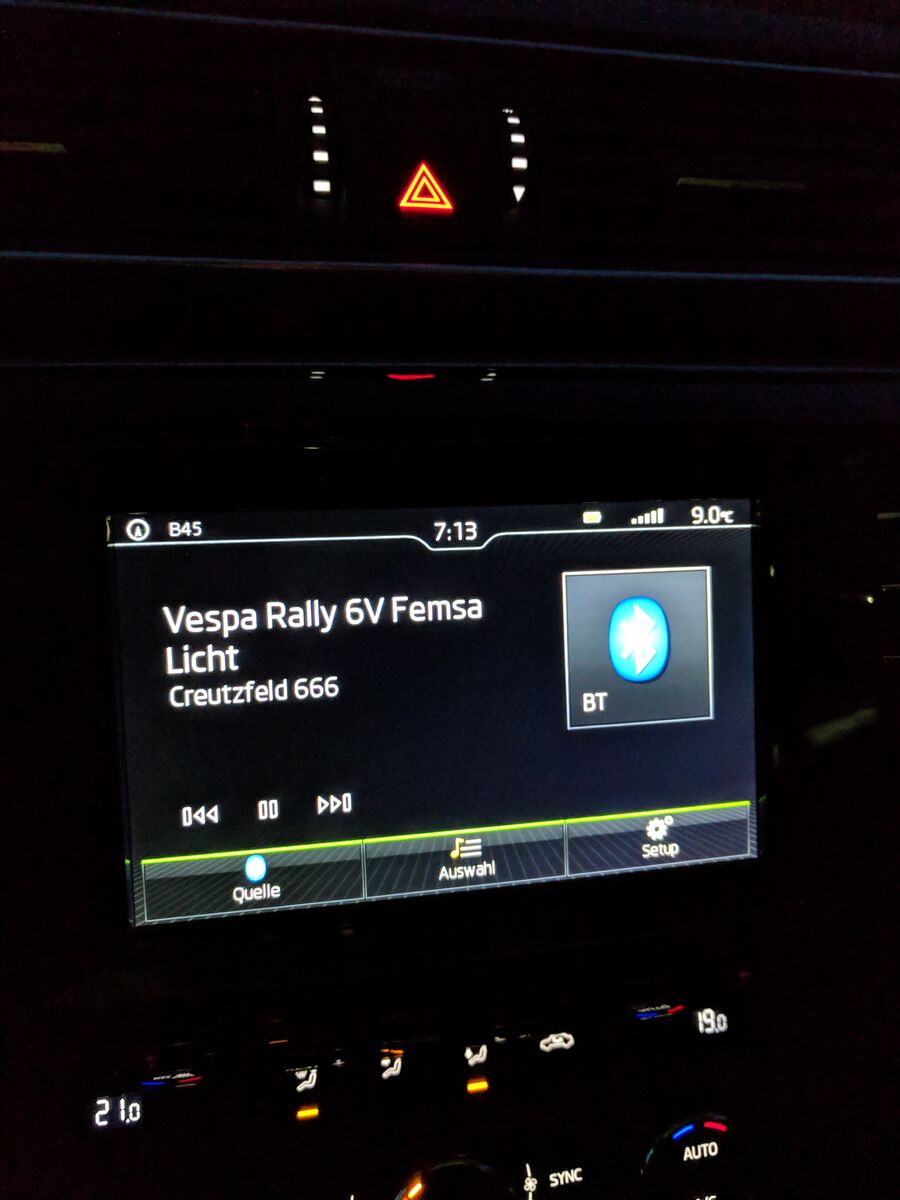 B45
7:13
9.0°C
Vespa Rally 6V Femsa
Licht
Creutzfeld 666
BT
Quelle
Auswahl
Setup
19.0
21.0
AUTO
SYNC